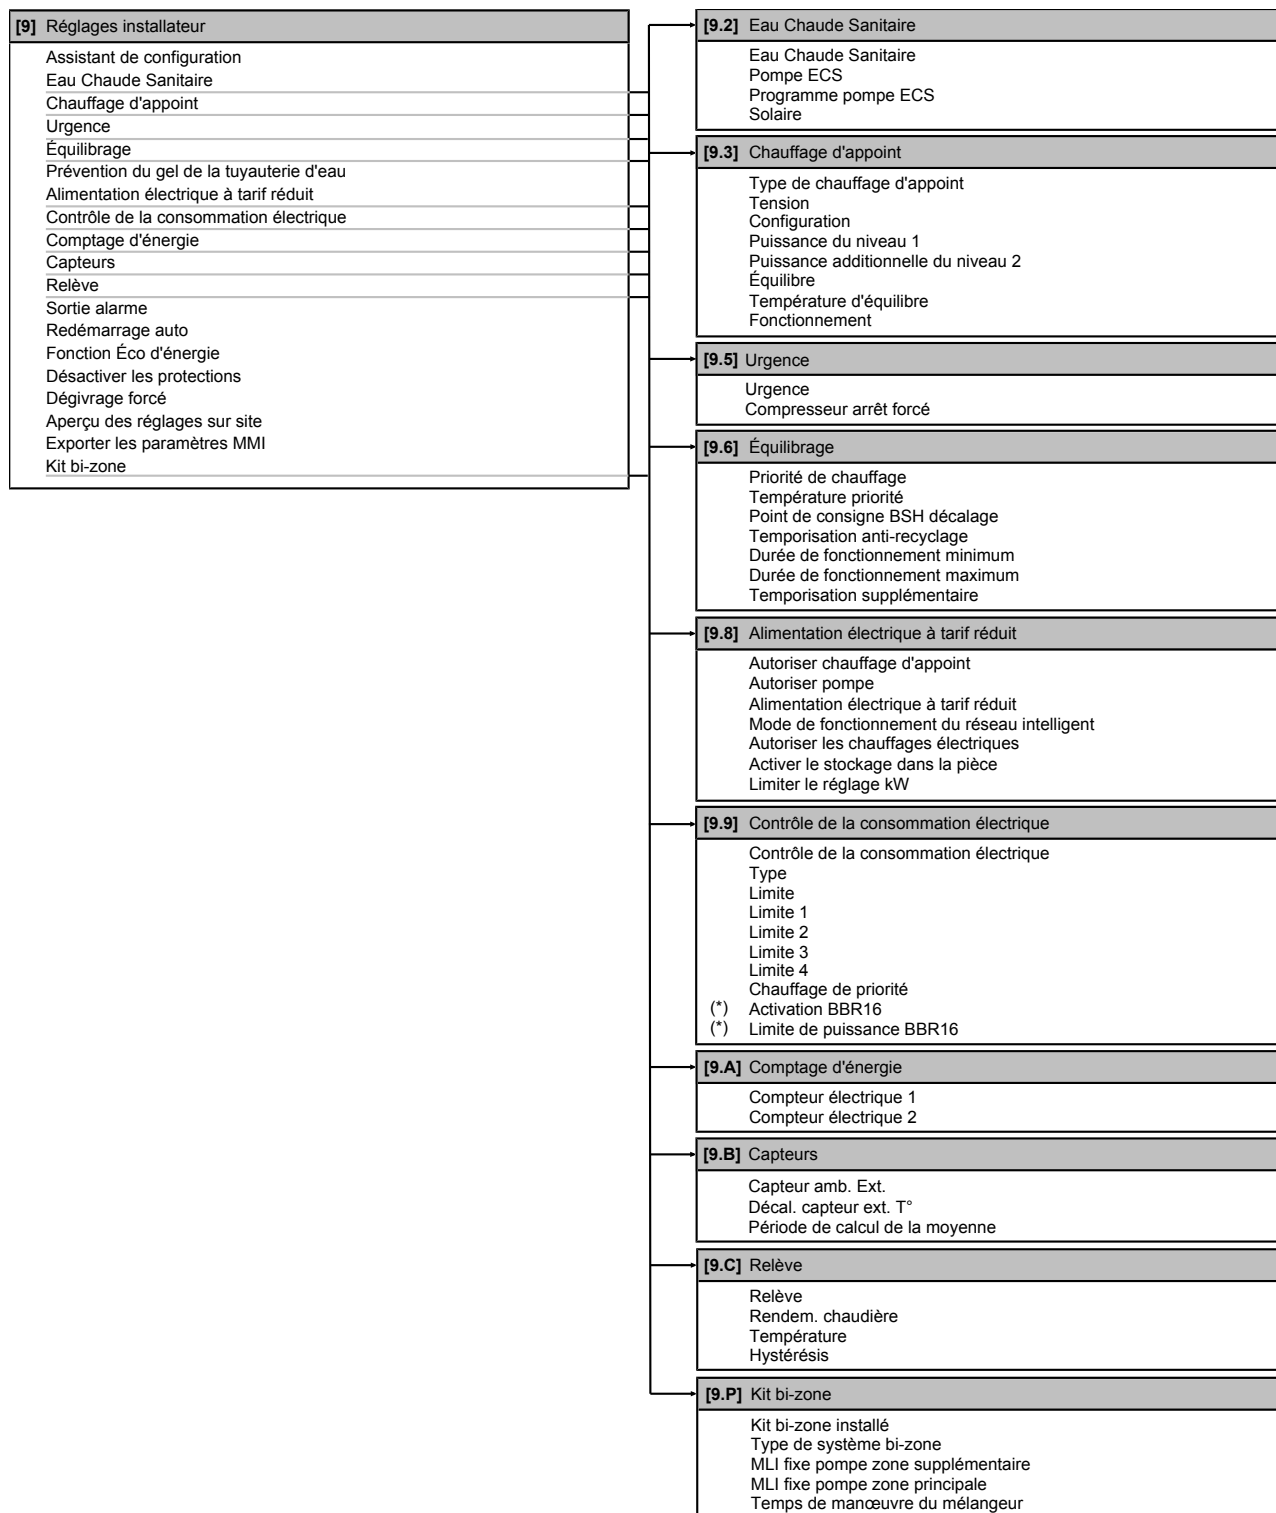 [9] Réglages installateur
Assistant de configuration
Eau Chaude Sanitaire
Chauffage d'appoint
Urgence
Équilibrage
Prévention du gel de la tuyauterie d'eau
Alimentation électrique à tarif réduit
Contrôle de la consommation électrique
Comptage d'énergie
Capteurs
Relève
Sortie alarme
Redémarrage auto
Fonction Éco d'énergie
Désactiver les protections
Dégivrage forcé
Aperçu des réglages sur site
Exporter les paramètres MMI
Kit bi-zone
[9.2] Eau Chaude Sanitaire
Eau Chaude Sanitaire
Pompe ECS
Programme pompe ECS
Solaire
[9.3] Chauffage d'appoint
Type de chauffage d'appoint
Tension
Configuration
Puissance du niveau 1
Puissance additionnelle du niveau 2
Équilibre
Température d'équilibre
Fonctionnement
[9.5] Urgence
Urgence
Compresseur arrêt forcé
[9.6] Équilibrage
Priorité de chauffage
Température priorité
Point de consigne BSH décalage
Temporisation anti-recyclage
Durée de fonctionnement minimum
Durée de fonctionnement maximum
Temporisation supplémentaire
[9.8] Alimentation électrique à tarif réduit
Autoriser chauffage d'appoint
Autoriser pompe
Alimentation électrique à tarif réduit
Mode de fonctionnement du réseau intelligent
Autoriser les chauffages électriques
Activer le stockage dans la pièce
Limiter le réglage kW
[9.9] Contrôle de la consommation électrique
Contrôle de la consommation électrique
Type
Limite
Limite 1
Limite 2
Limite 3
Limite 4
Chauffage de priorité
(*) Activation BBR16
(*) Limite de puissance BBR16
[9.A] Comptage d'énergie
Compteur électrique 1
Compteur électrique 2
[9.B] Capteurs
Capteur amb. Ext.
Décal. capteur ext. T°
Période de calcul de la moyenne
[9.C] Relève
Relève
Rendem. chaudière
Température
Hystérésis
[9.P] Kit bi-zone
Kit bi-zone installé
Type de système bi-zone
MLI fixe pompe zone supplémentaire
MLI fixe pompe zone principale
Temps de manœuvre du mélangeur